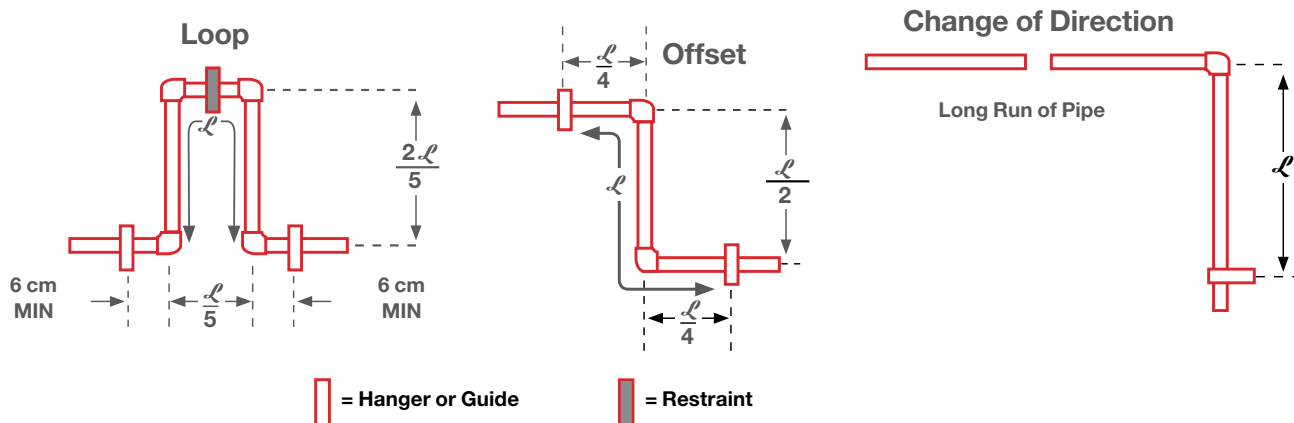 Loop
ℒ
2ℒ
5
6 cm
MIN
ℒ
5
6 cm
MIN
Offset
ℒ
4
ℒ
ℒ
2
ℒ
4
Change of Direction
Long Run of Pipe
ℒ
= Hanger or Guide
= Restraint